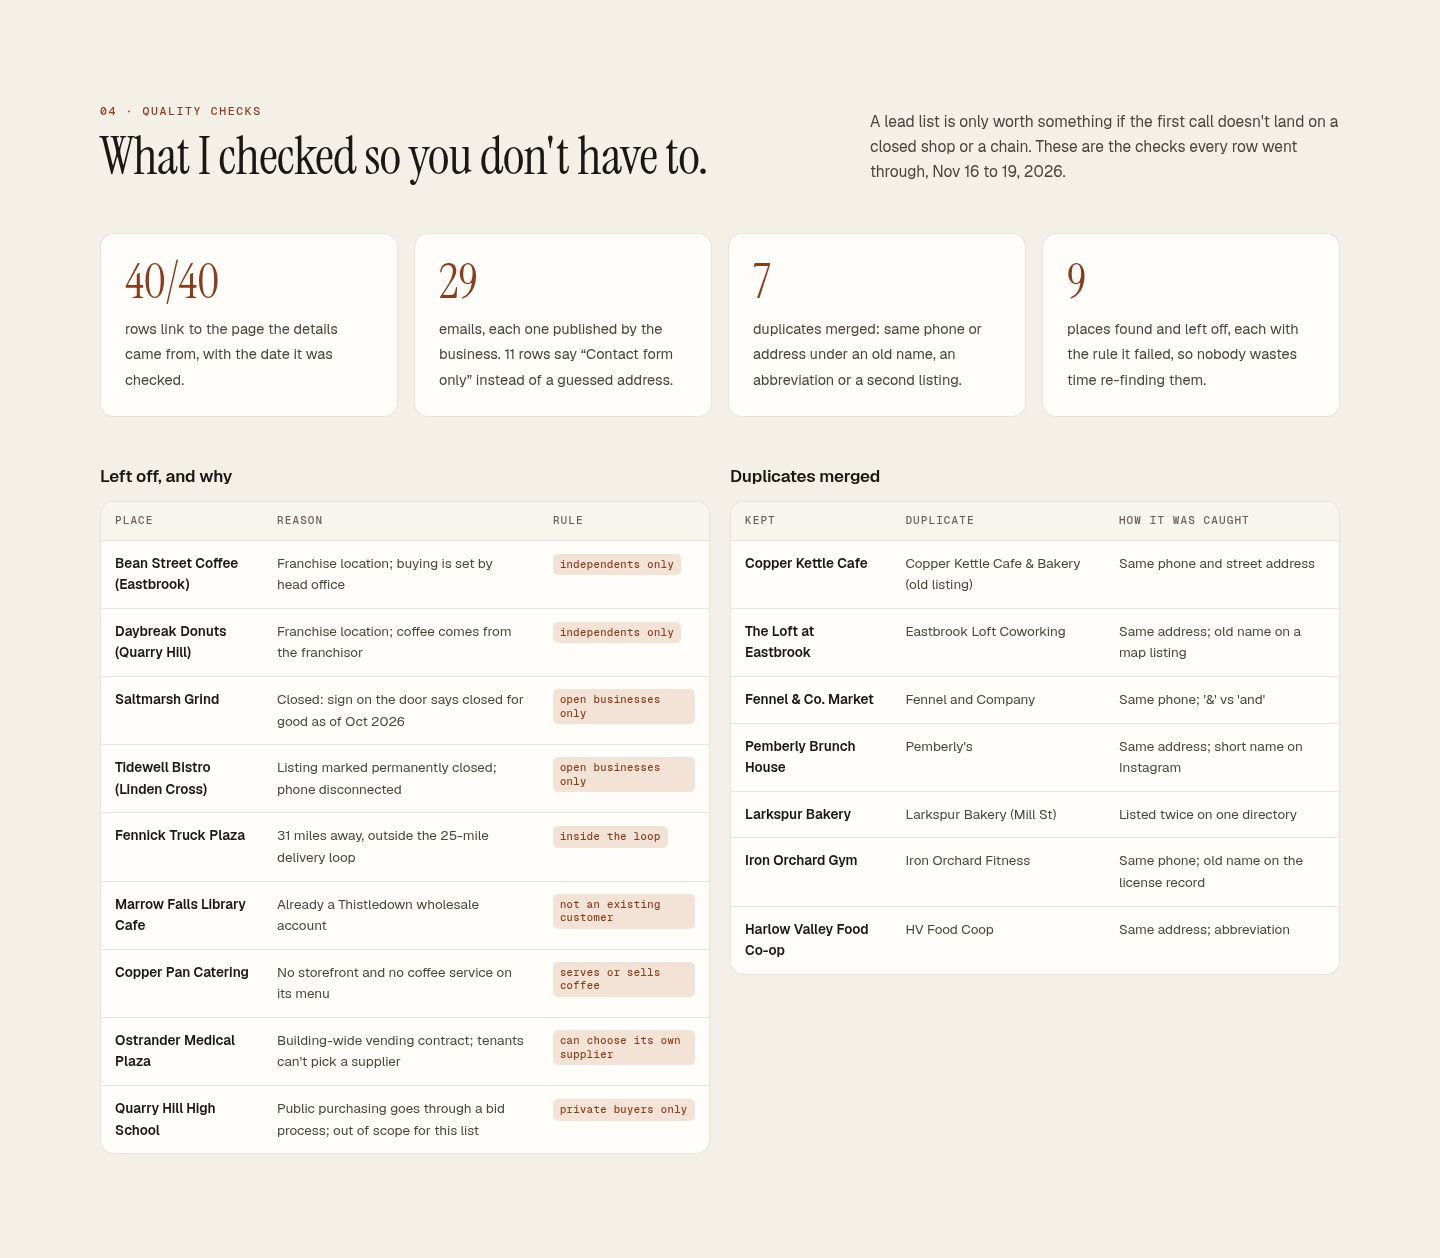 04 · QUALITY CHECKS
What I checked so you don't have to.
A lead list is only worth something if the first call doesn't land on a
closed shop or a chain. These are the checks every row went
through, Nov 16 to 19, 2026.
40/40
rows link to the page the details
came from, with the date it was
checked.
29
emails, each one published by the
business. 11 rows say “Contact form
only” instead of a guessed address.
7
duplicates merged: same phone or
address under an old name, an
abbreviation or a second listing.
9
places found and left off, each with
the rule it failed, so nobody wastes
time re-finding them.
Left off, and why
PLACE REASON RULE
Bean Street Coffee
(Eastbrook)
Franchise location; buying is set by
head office
independents only
Daybreak Donuts
(Quarry Hill)
Franchise location; coffee comes from
the franchisor
independents only
Saltmarsh Grind
Closed: sign on the door says closed for
good as of Oct 2026
open businesses
only
Tidewell Bistro
(Linden Cross)
Listing marked permanently closed;
phone disconnected
open businesses
only
Fennick Truck Plaza
31 miles away, outside the 25-mile
delivery loop
inside the loop
Marrow Falls Library
Cafe
Already a Thistledown wholesale
account
not an existing
customer
Copper Pan Catering
No storefront and no coffee service on
its menu
serves or sells
coffee
Ostrander Medical
Plaza
Building-wide vending contract; tenants
can't pick a supplier
can choose its own
supplier
Quarry Hill High
School
Public purchasing goes through a bid
process; out of scope for this list
private buyers only
Duplicates merged
KEPT DUPLICATE HOW IT WAS CAUGHT
Copper Kettle Cafe
Copper Kettle Cafe & Bakery
(old listing)
Same phone and street address
The Loft at
Eastbrook
Eastbrook Loft Coworking
Same address; old name on a
map listing
Fennel & Co. Market
Fennel and Company
Same phone; '&' vs 'and'
Pemberly Brunch
House
Pemberly's
Same address; short name on
Instagram
Larkspur Bakery
Larkspur Bakery (Mill St)
Listed twice on one directory
Iron Orchard Gym
Iron Orchard Fitness
Same phone; old name on the
license record
Harlow Valley Food
Co-op
HV Food Coop
Same address; abbreviation